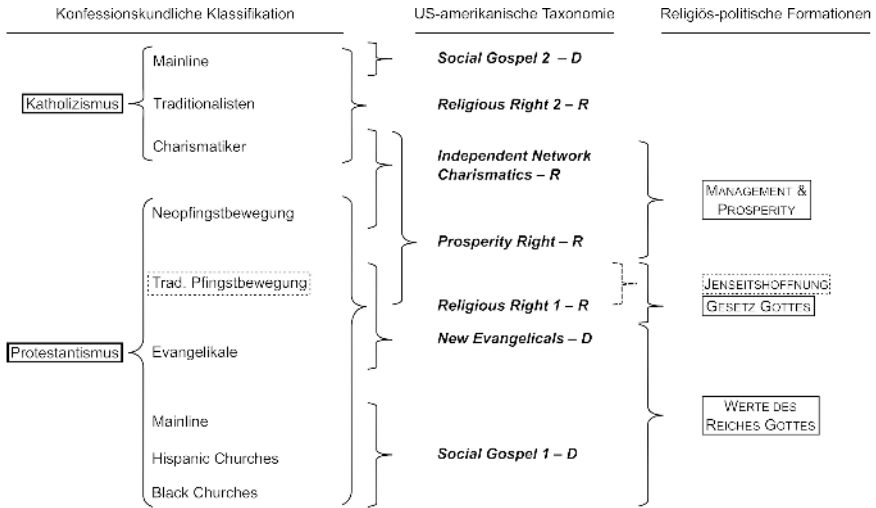 Konfessionskundliche Klassifikation
US-amerikanische Taxonomie
Religiös-politische Formationen
Katholizismus
Mainline
Traditionalisten
Charismatiker
Protestantismus
Neopfingstbewegung
Trad. Pfingstbewegung
Evangelikale
Mainline
Hispanic Churches
Black Churches
Social Gospel 2 – D
Religious Right 2 – R
Independent Network
Charismatics – R
Prosperity Right – R
Religious Right 1 – R
New Evangelicals – D
Social Gospel 1 – D
MANAGEMENT &
PROSPERITY
JENSEITSHOFFNUNG
GESETZ GOTTES
WERTE DES
REICHES GOTTES